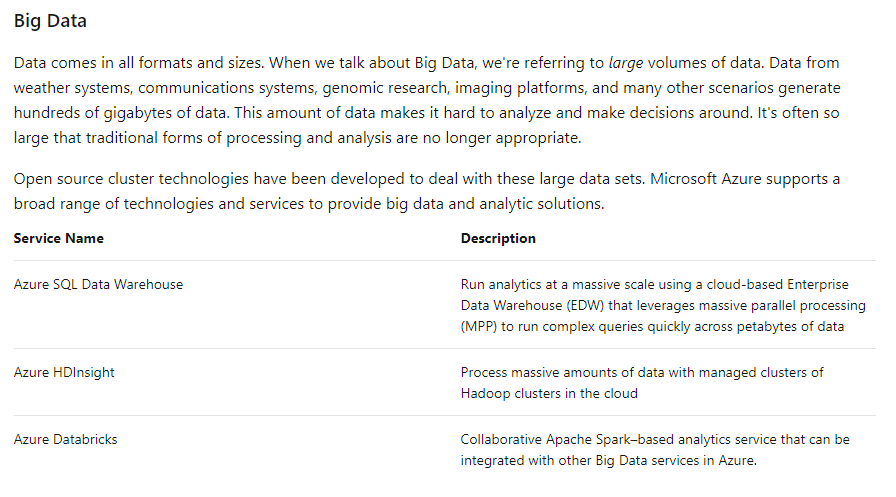 Big Data
Data comes in all formats and sizes. When we talk about Big Data, we're referring to large volumes of data. Data from
weather systems, communications systems, genomic research, imaging platforms, and many other scenarios generate
hundreds of gigabytes of data. This amount of data makes it hard to analyze and make decisions around. It's often so
large that traditional forms of processing and analysis are no longer appropriate.
Open source cluster technologies have been developed to deal with these large data sets. Microsoft Azure supports a
broad range of technologies and services to provide big data and analytic solutions.
Service Name
Description
Azure SQL Data Warehouse
Run analytics at a massive scale using a cloud-based Enterprise
Data Warehouse (EDW) that leverages massive parallel processing
(MPP) to run complex queries quickly across petabytes of data
Azure HDInsight
Process massive amounts of data with managed clusters of
Hadoop clusters in the cloud
Azure Databricks
Collaborative Apache Spark–based analytics service that can be
integrated with other Big Data services in Azure.